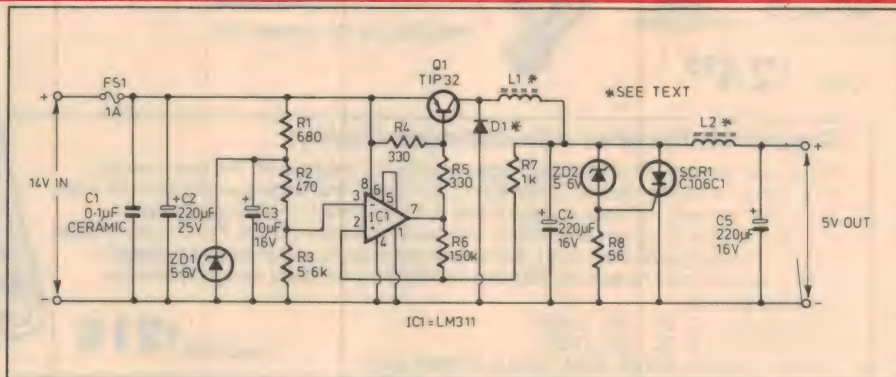 FS1
1A
14V IN
+
-
C1
0·1µF
CERAMIC
+
C2
220µF
25V
ZD1
5·6V
+
C3
10µF
16V
R1
680
R2
470
R3
5·6k
R4
330
Q1
TIP32
R5
330
R6
150k
8
6
5
3
2
IC1
7
4
1
D1*
L1 *
*SEE TEXT
R7
1k
+
C4
220µF
16V
ZD2
5·6V
R8
56
SCR1
C106C1
L2 *
+
C5
220µF
16V
+
5V OUT
-
IC1 = LM311